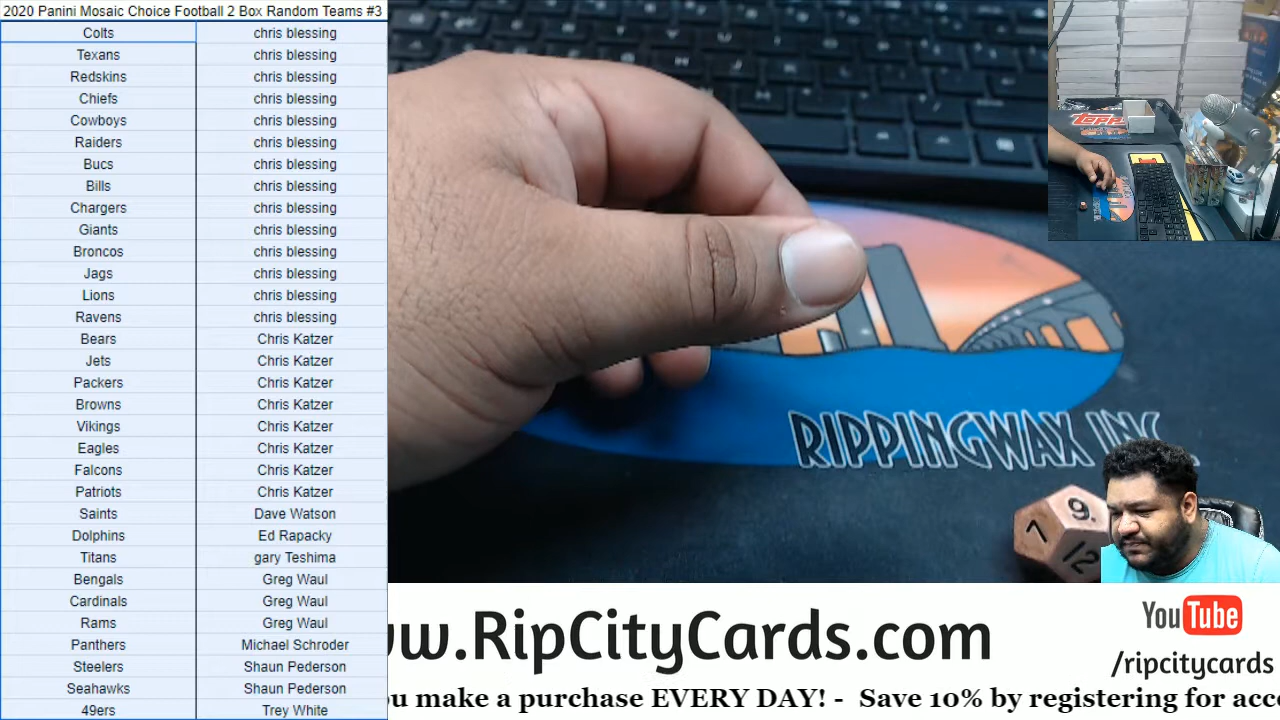 2020 Panini Mosaic Choice Football 2 Box Random Teams #3
Colts chris blessing
Texans chris blessing
Redskins chris blessing
Chiefs chris blessing
Cowboys chris blessing
Raiders chris blessing
Bucs chris blessing
Bills chris blessing
Chargers chris blessing
Giants chris blessing
Broncos chris blessing
Jags chris blessing
Lions chris blessing
Ravens chris blessing
Bears Chris Katzer
Jets Chris Katzer
Packers Chris Katzer
Browns Chris Katzer
Vikings Chris Katzer
Eagles Chris Katzer
Falcons Chris Katzer
Patriots Chris Katzer
Saints Dave Watson
Dolphins Ed Rapacky
Titans gary Teshima
Bengals Greg Waul
Cardinals Greg Waul
Rams Greg Waul
Panthers Michael Schroder
Steelers Shaun Pederson
Seahawks Shaun Pederson
49ers Trey White
TOPPS
RIPPINGWAX INC.
9.
7
12
w.RipCityCards.com
YouTube
/ripcitycards
u make a purchase EVERY DAY! - Save 10% by registering for acc